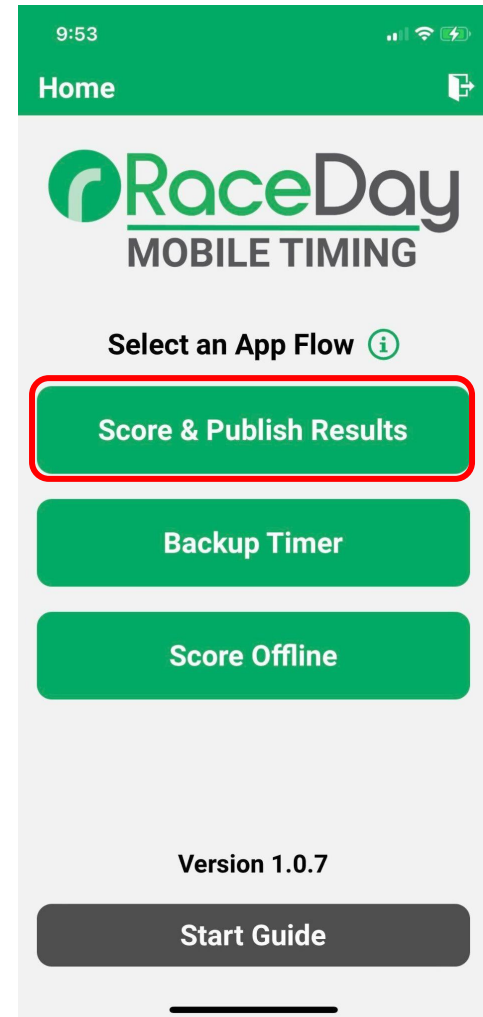 9:53
Home
RaceDay
MOBILE TIMING
Select an App Flow
Score & Publish Results
Backup Timer
Score Offline
Version 1.0.7
Start Guide